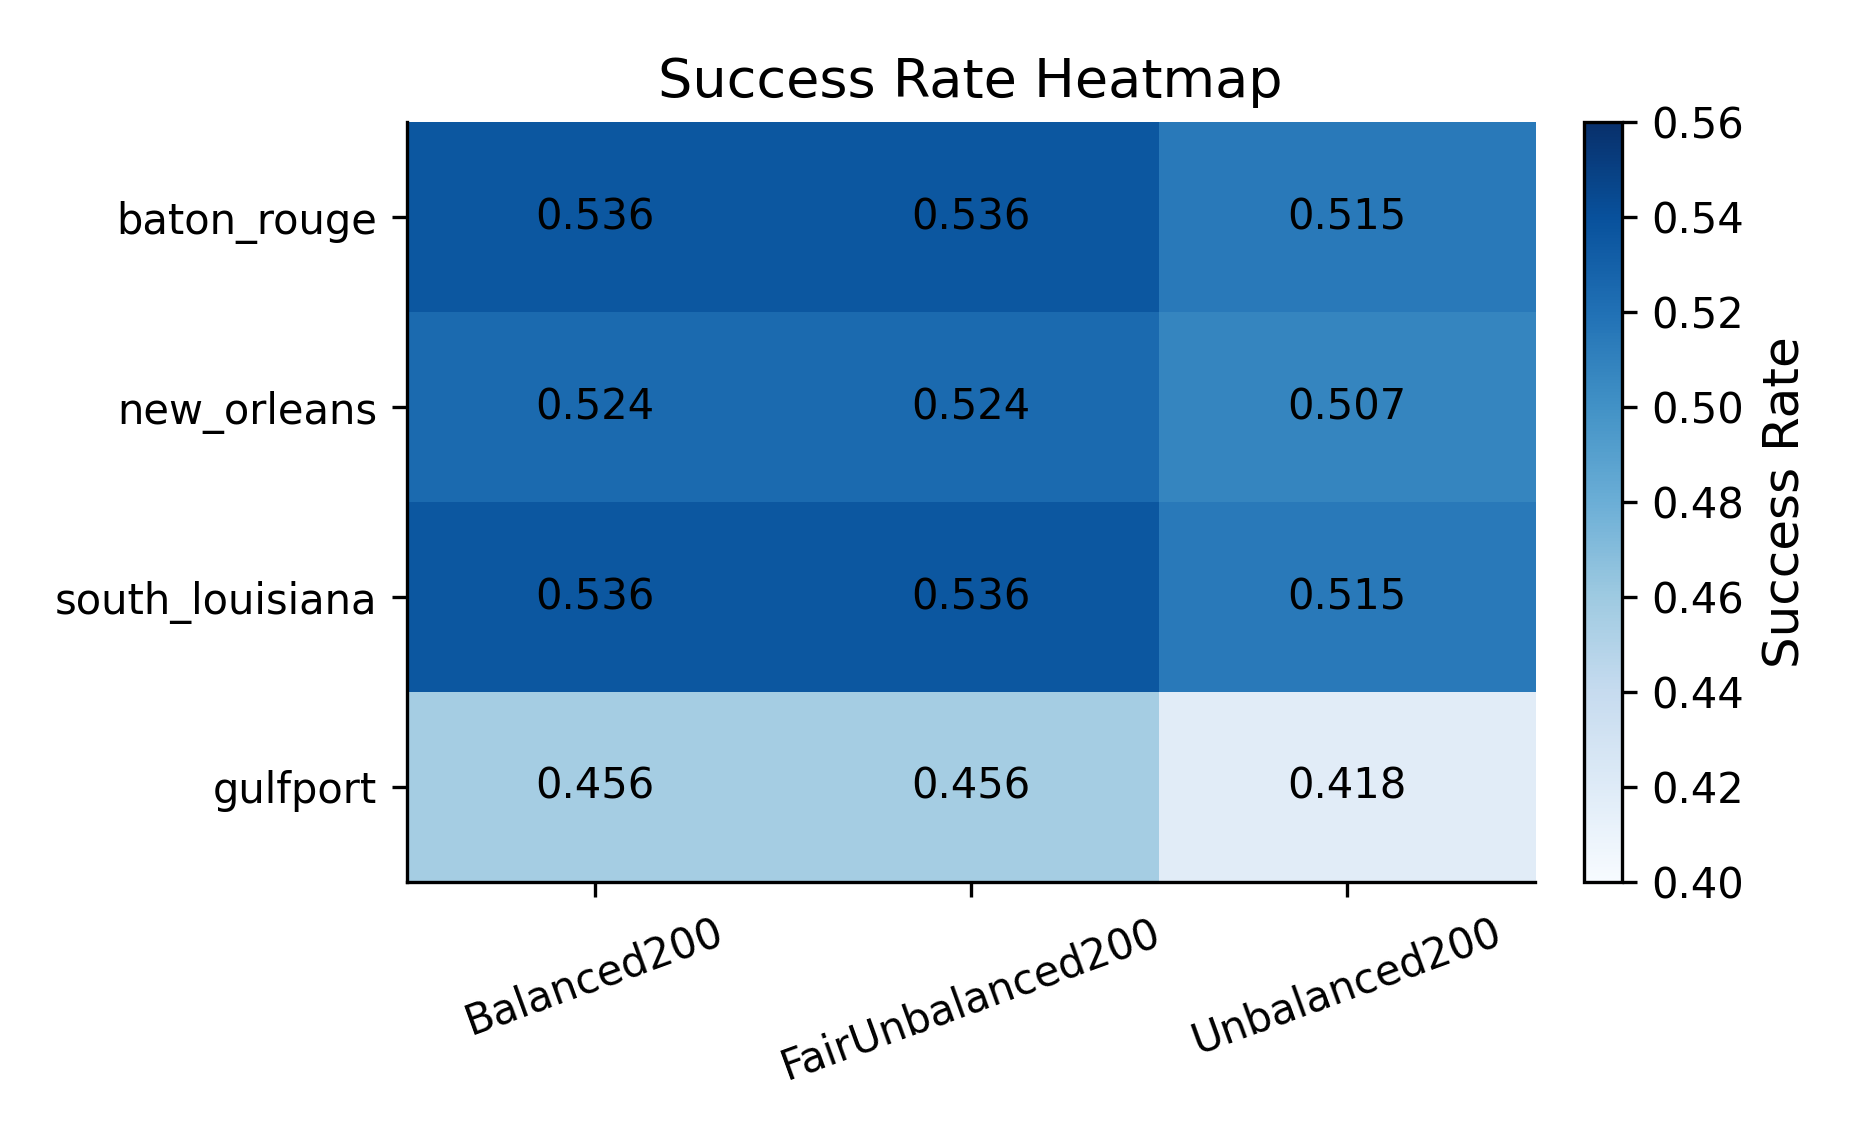 Success Rate Heatmap
baton_rouge
0.536 0.536 0.515
new_orleans
0.524 0.524 0.507
south_louisiana
0.536 0.536 0.515
gulfport
0.456 0.456 0.418
Balanced200
FairUnbalanced200
Unbalanced200
0.56
0.54
0.52
0.50
0.48
0.46
0.44
0.42
0.40
Success Rate